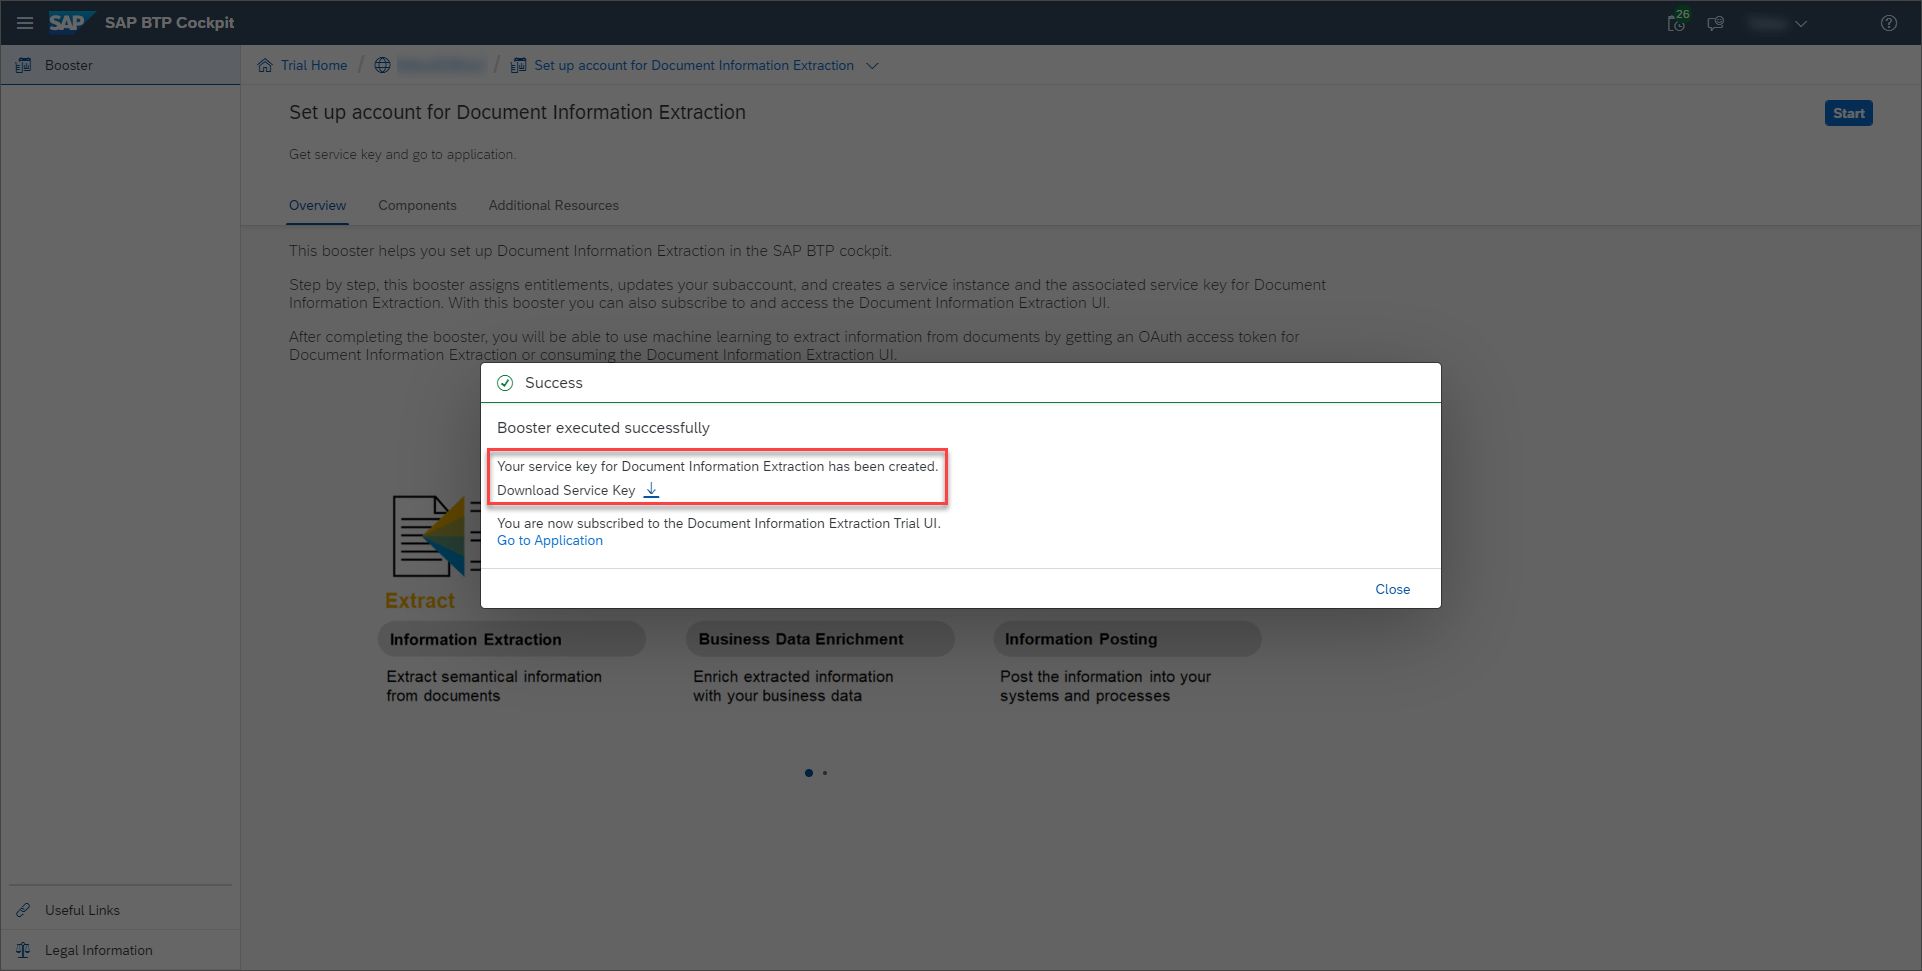 SAP SAP BTP Cockpit
26
Booster
Trial Home / / Set up account for Document Information Extraction
Set up account for Document Information Extraction
Start
Get service key and go to application.
Overview Components Additional Resources
This booster helps you set up Document Information Extraction in the SAP BTP cockpit.
Step by step, this booster assigns entitlements, updates your subaccount, and creates a service instance and the associated service key for Document
Information Extraction. With this booster you can also subscribe to and access the Document Information Extraction UI.
After completing the booster, you will be able to use machine learning to extract information from documents by getting an OAuth access token for
Document Information Extraction or consuming the Document Information Extraction UI.
Success
Booster executed successfully
Your service key for Document Information Extraction has been created.
Download Service Key
You are now subscribed to the Document Information Extraction Trial UI.
Go to Application
Close
Extract
Information Extraction
Extract semantical information
from documents
Business Data Enrichment
Enrich extracted information
with your business data
Information Posting
Post the information into your
systems and processes
Useful Links
Legal Information